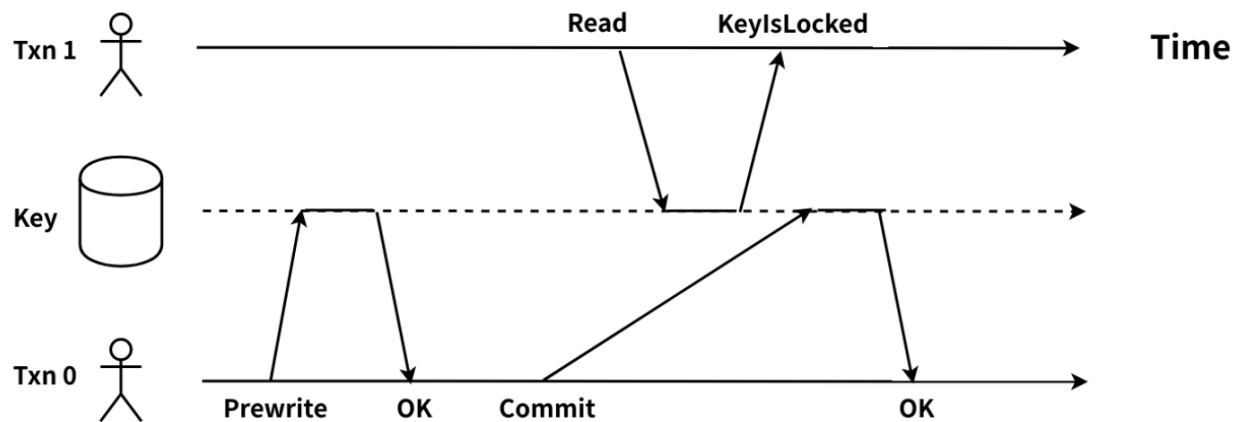 Read KeyIsLocked
Txn 1
Time
Key
Txn 0
Prewrite OK Commit OK